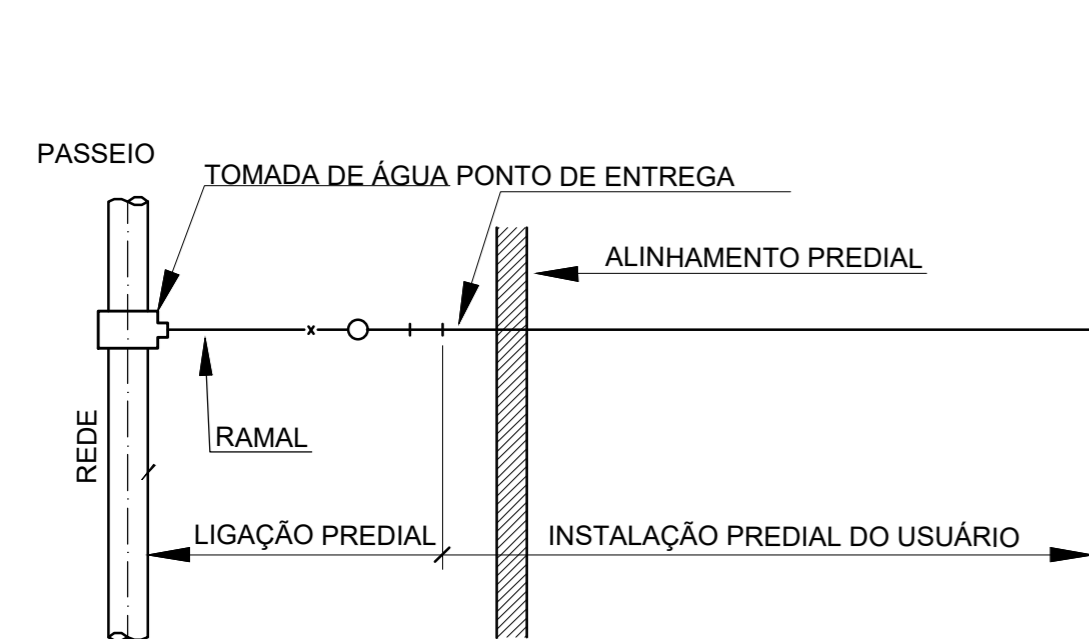 PASSEIO
TOMADA DE ÁGUA
PONTO DE ENTREGA
ALINHAMENTO PREDIAL
REDE
RAMAL
LIGAÇÃO PREDIAL
INSTALAÇÃO PREDIAL DO USUÁRIO